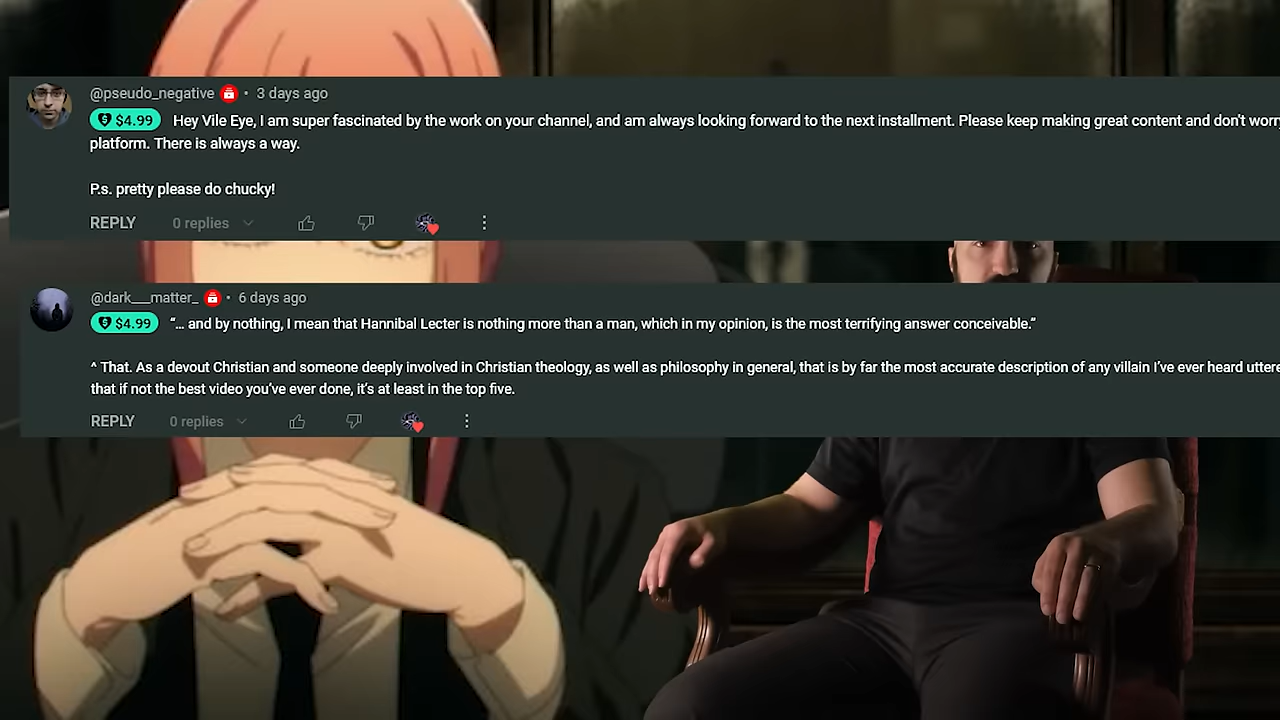 @pseudo_negative • 3 days ago
$4.99 Hey Vile Eye, I am super fascinated by the work on your channel, and am always looking forward to the next installment. Please keep making great content and don't worr
platform. There is always a way.
P.s. pretty please do chucky!
REPLY 0 replies
@dark___matter_ • 6 days ago
$4.99 “… and by nothing, I mean that Hannibal Lecter is nothing more than a man, which in my opinion, is the most terrifying answer conceivable.”
^ That. As a devout Christian and someone deeply involved in Christian theology, as well as philosophy in general, that is by far the most accurate description of any villain I’ve ever heard uttere
that if not the best video you’ve ever done, it’s at least in the top five.
REPLY 0 replies